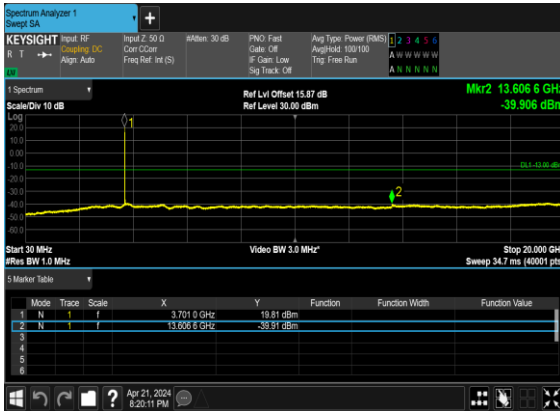 Spectrum Analyzer 1
Swept SA
+
KEYSIGHT Input: RF Input Z: 50 Ω #Atten: 30 dB PNO: Fast Avg Type: Power (RMS) 1 2 3 4 5 6
R T Coupling: DC Corr CCorr Gate: Off Avg|Hold: 100/100 A W W W W W
Align: Auto Freq Ref: Int (S) IF Gain: Low Trig: Free Run
Sig Track: Off A N N N N N
1 Spectrum Ref Lvl Offset 15.87 dB Mkr2 13.606 6 GHz
Scale/Div 10 dB Ref Level 30.00 dBm -39.906 dBm
Log
1
20.0
10.0
0.00
-10.0
DL1 -13.00 dBm
-20.0
-30.0
2
-40.0
-50.0
-60.0
Start 30 MHz Video BW 3.0 MHz* Stop 20.000 GHz
#Res BW 1.0 MHz Sweep 34.7 ms (40001 pts)
5 Marker Table
Mode Trace Scale X Y Function Function Width Function Value
1 N 1 f 3.701 0 GHz 19.81 dBm
2 N 1 f 13.606 6 GHz -39.91 dBm
3
4
5
6
? Apr 21, 2024
8:20:11 PM